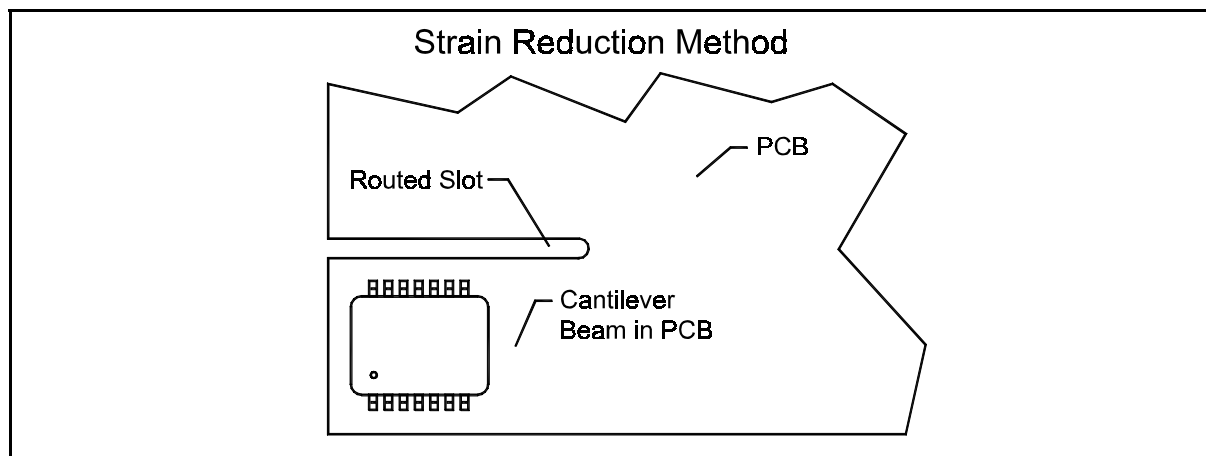 Strain Reduction Method
PCB
Routed Slot
Cantilever
Beam in PCB